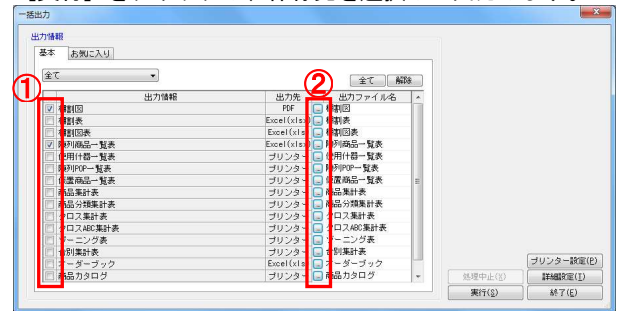 一括出力
出力情報
基本 お気に入り
全て 全て 解除
① ②
出力情報 出力先 出力ファイル名
棚割図 PDF 棚割図
棚割表 Excel(xlsx) 棚割表
棚割図表 Excel(xls 棚割図表
陳列商品一覧表 Excel(xlsx) 陳列商品一覧表
使用什器一覧表 プリンター 使用什器一覧表
陳列POP一覧表 プリンター 陳列POP一覧表
位置商品一覧表 プリンター 位置商品一覧表
商品集計表 プリンター 商品集計表
商品分類集計表 プリンター 商品分類集計表
クロス集計表 プリンター クロス集計表
クロスABC集計表 プリンター クロスABC集計表
ゾーニング表 プリンター ゾーニング表
台別集計表 プリンター 台別集計表
オーダーブック Excel(xls オーダーブック
商品カタログ プリンター 商品カタログ
プリンター設定(P)
処理中止(X) 詳細設定(I)
実行(S) 終了(E)